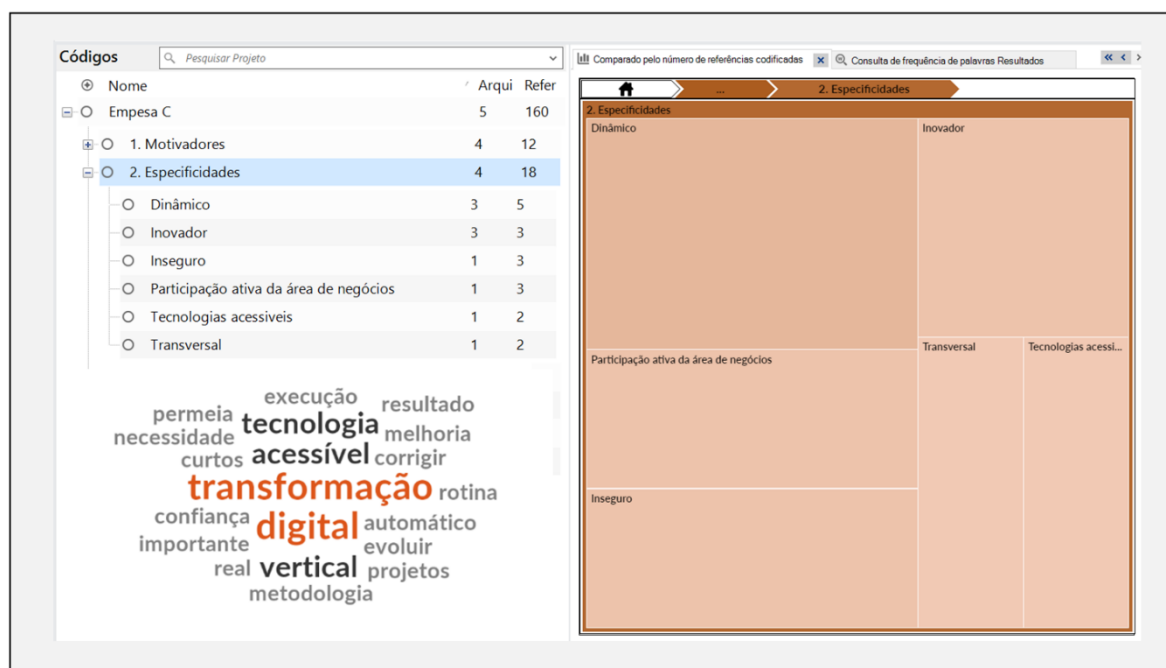 Códigos
Pesquisar Projeto
Nome Arqui Refer
Empesa C 5 160
1. Motivadores 4 12
2. Especificidades 4 18
Dinâmico 3 5
Inovador 3 3
Inseguro 1 3
Participação ativa da área de negócios 1 3
Tecnologias acessiveis 1 2
Transversal 1 2
execução
permeia tecnologia resultado
necessidade melhoria
curtos acessível corrigir
transformação rotina
confiança digital automático
importante evoluir
real vertical projetos
metodologia
Comparado pelo número de referências codificadas Consulta de frequência de palavras Resultados
... 2. Especificidades
2. Especificidades
Dinâmico Inovador
Participação ativa da área de negócios Transversal Tecnologias acessi...
Inseguro